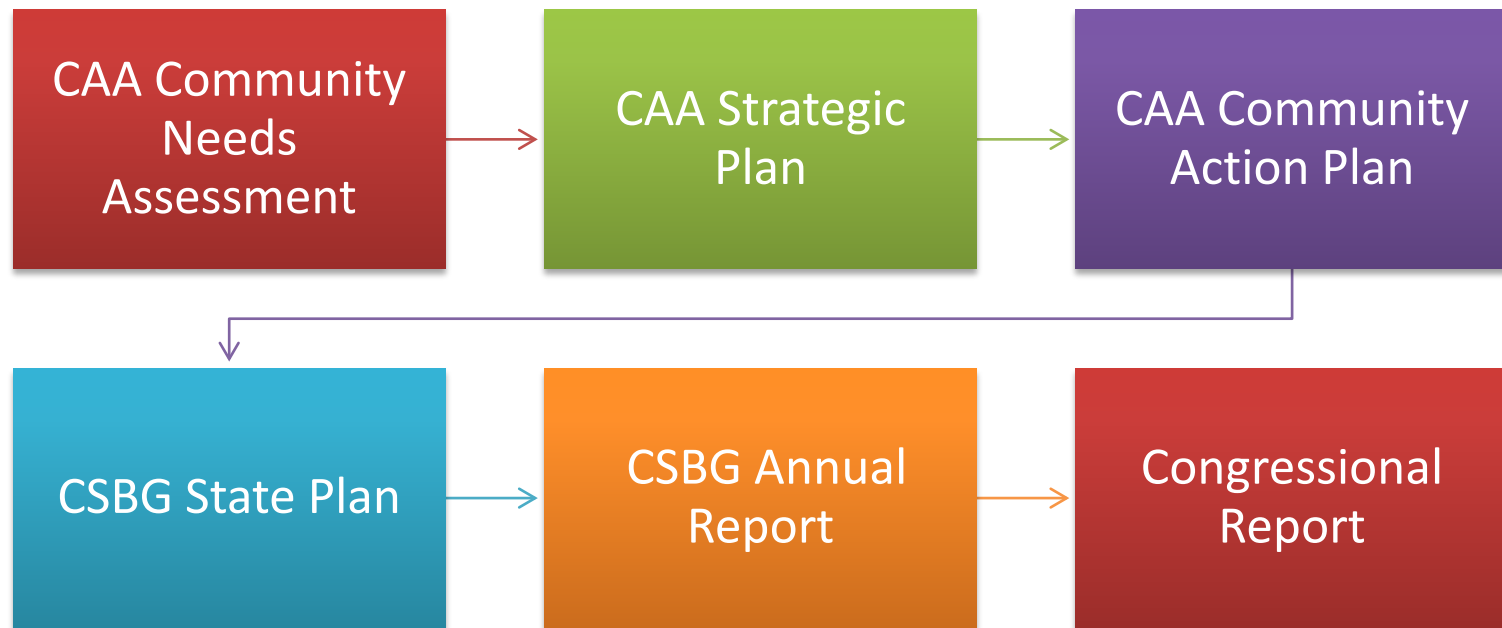 CAA Community
Needs
Assessment
CAA Strategic
Plan
CAA Community
Action Plan
CSBG State Plan
CSBG Annual
Report
Congressional
Report